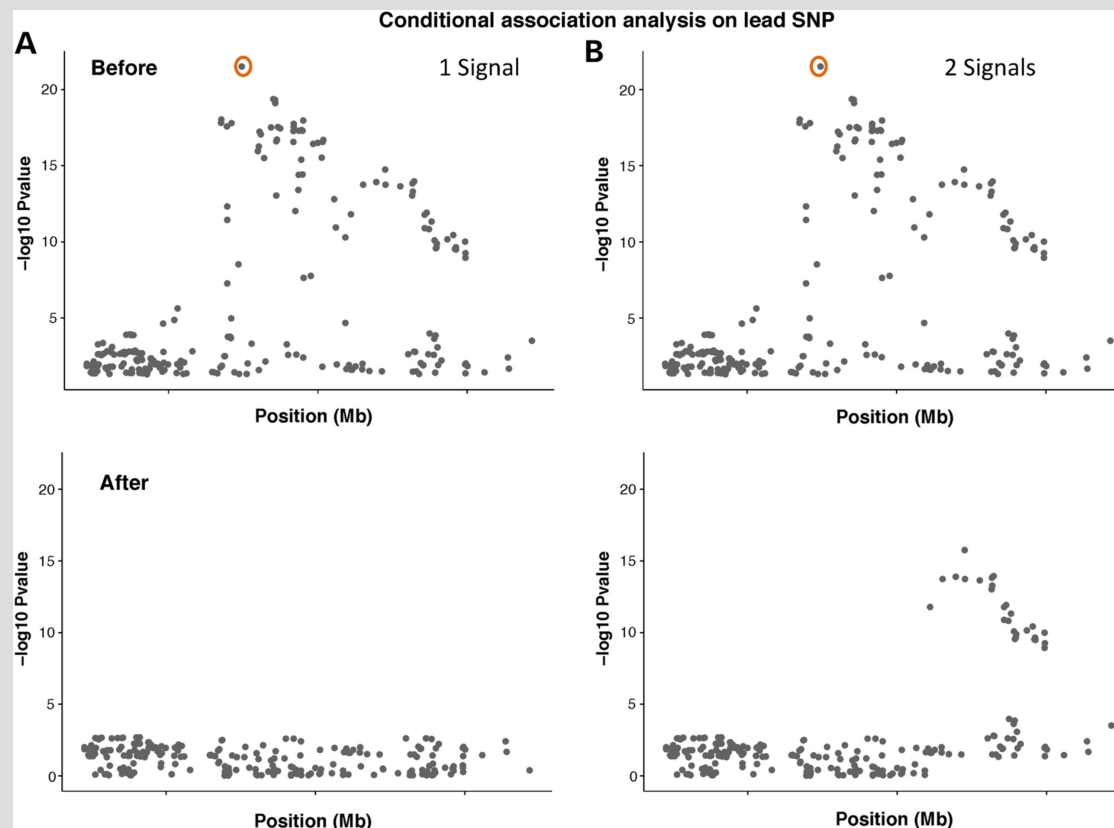 Conditional association analysis on lead SNP
A
Before
1 Signal
20
15
10
5
−log10 Pvalue
Position (Mb)
B
2 Signals
20
15
10
5
−log10 Pvalue
Position (Mb)
After
20
15
10
5
0
−log10 Pvalue
Position (Mb)
20
15
10
5
0
−log10 Pvalue
Position (Mb)